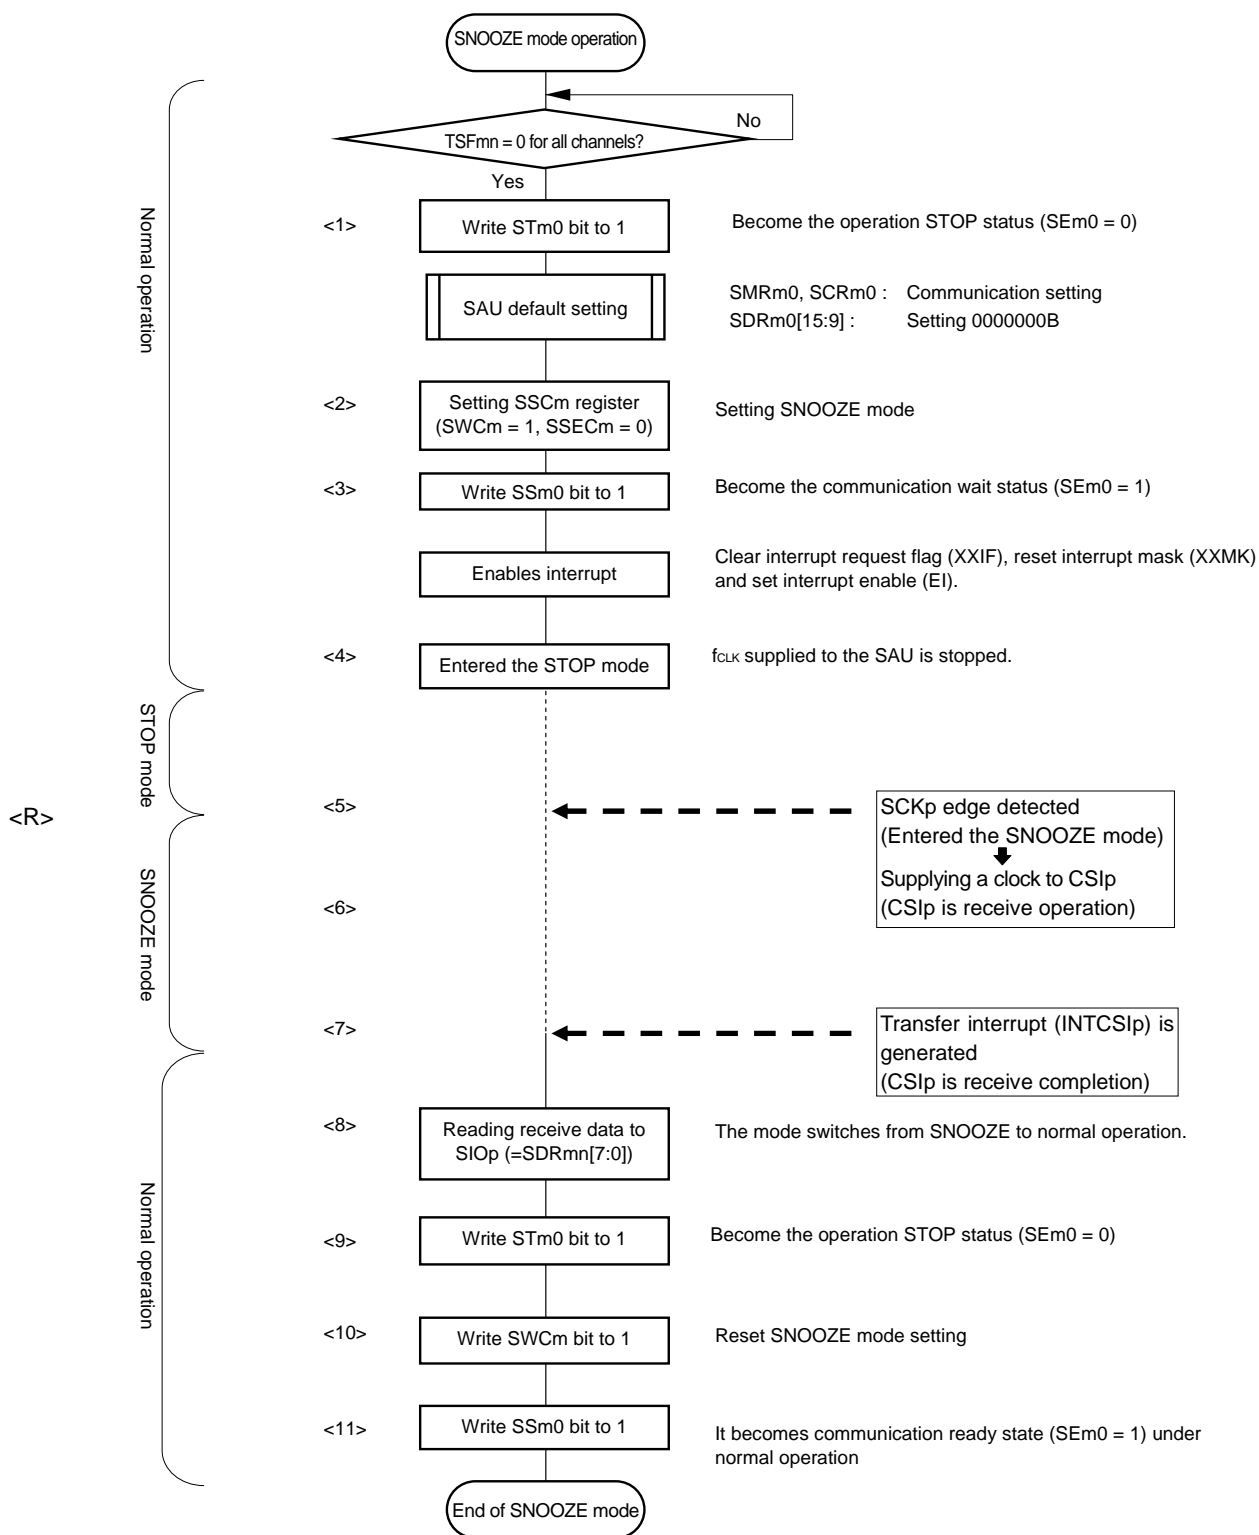 SNOOZE mode operation
No
TSFmn = 0 for all channels?
Yes
Normal operation
<1>
Write STm0 bit to 1
Become the operation STOP status (SEm0 = 0)
SAU default setting
SMRm0, SCRm0 : Communication setting
SDRm0[15:9] : Setting 0000000B
<2>
Setting SSCm register
(SWCm = 1, SSECm = 0)
Setting SNOOZE mode
<3>
Write SSm0 bit to 1
Become the communication wait status (SEm0 = 1)
Enables interrupt
Clear interrupt request flag (XXIF), reset interrupt mask (XXMK)
and set interrupt enable (EI).
<4>
Entered the STOP mode
fCLK supplied to the SAU is stopped.
STOP mode
<R>
<5>
SCKp edge detected
(Entered the SNOOZE mode)
Supplying a clock to CSIp
(CSIp is receive operation)
SNOOZE mode
<6>
<7>
Transfer interrupt (INTCSIp) is
generated
(CSIp is receive completion)
Normal operation
<8>
Reading receive data to
SIOp (=SDRmn[7:0])
The mode switches from SNOOZE to normal operation.
<9>
Write STm0 bit to 1
Become the operation STOP status (SEm0 = 0)
<10>
Write SWCm bit to 1
Reset SNOOZE mode setting
<11>
Write SSm0 bit to 1
It becomes communication ready state (SEm0 = 1) under
normal operation
End of SNOOZE mode